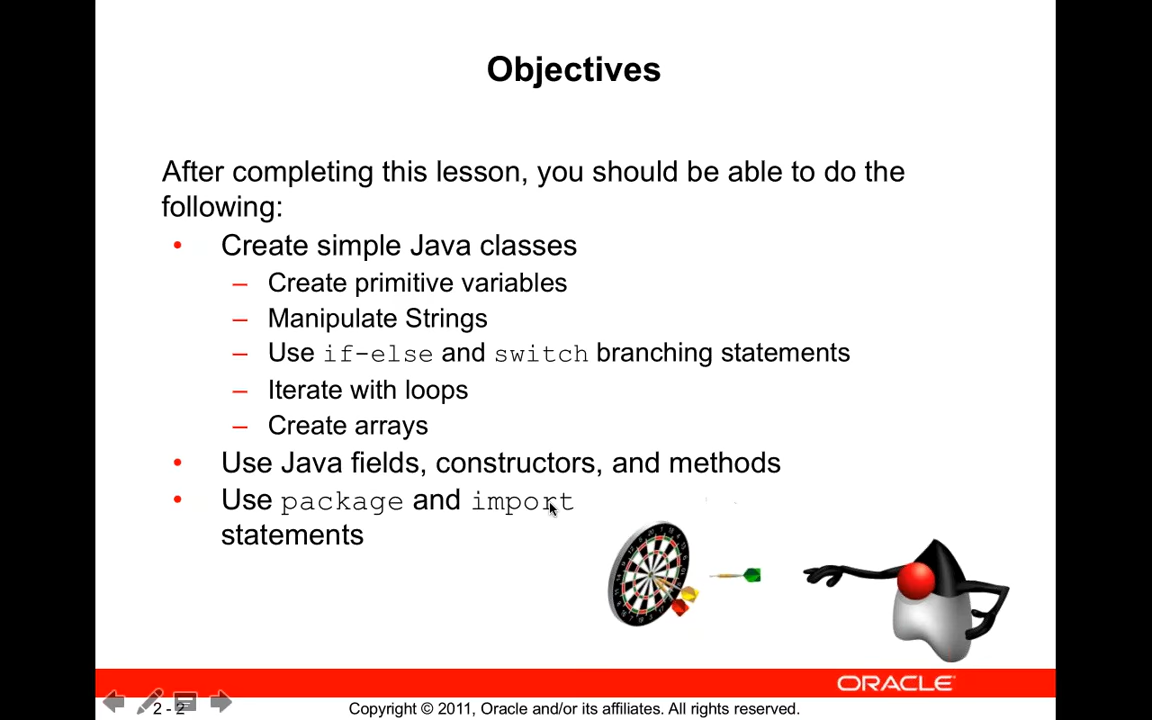 Objectives
After completing this lesson, you should be able to do the
following:
• Create simple Java classes
– Create primitive variables
– Manipulate Strings
– Use if-else and switch branching statements
– Iterate with loops
– Create arrays
• Use Java fields, constructors, and methods
• Use package and import
statements
ORACLE
2 - 2
Copyright © 2011, Oracle and/or its affiliates. All rights reserved.